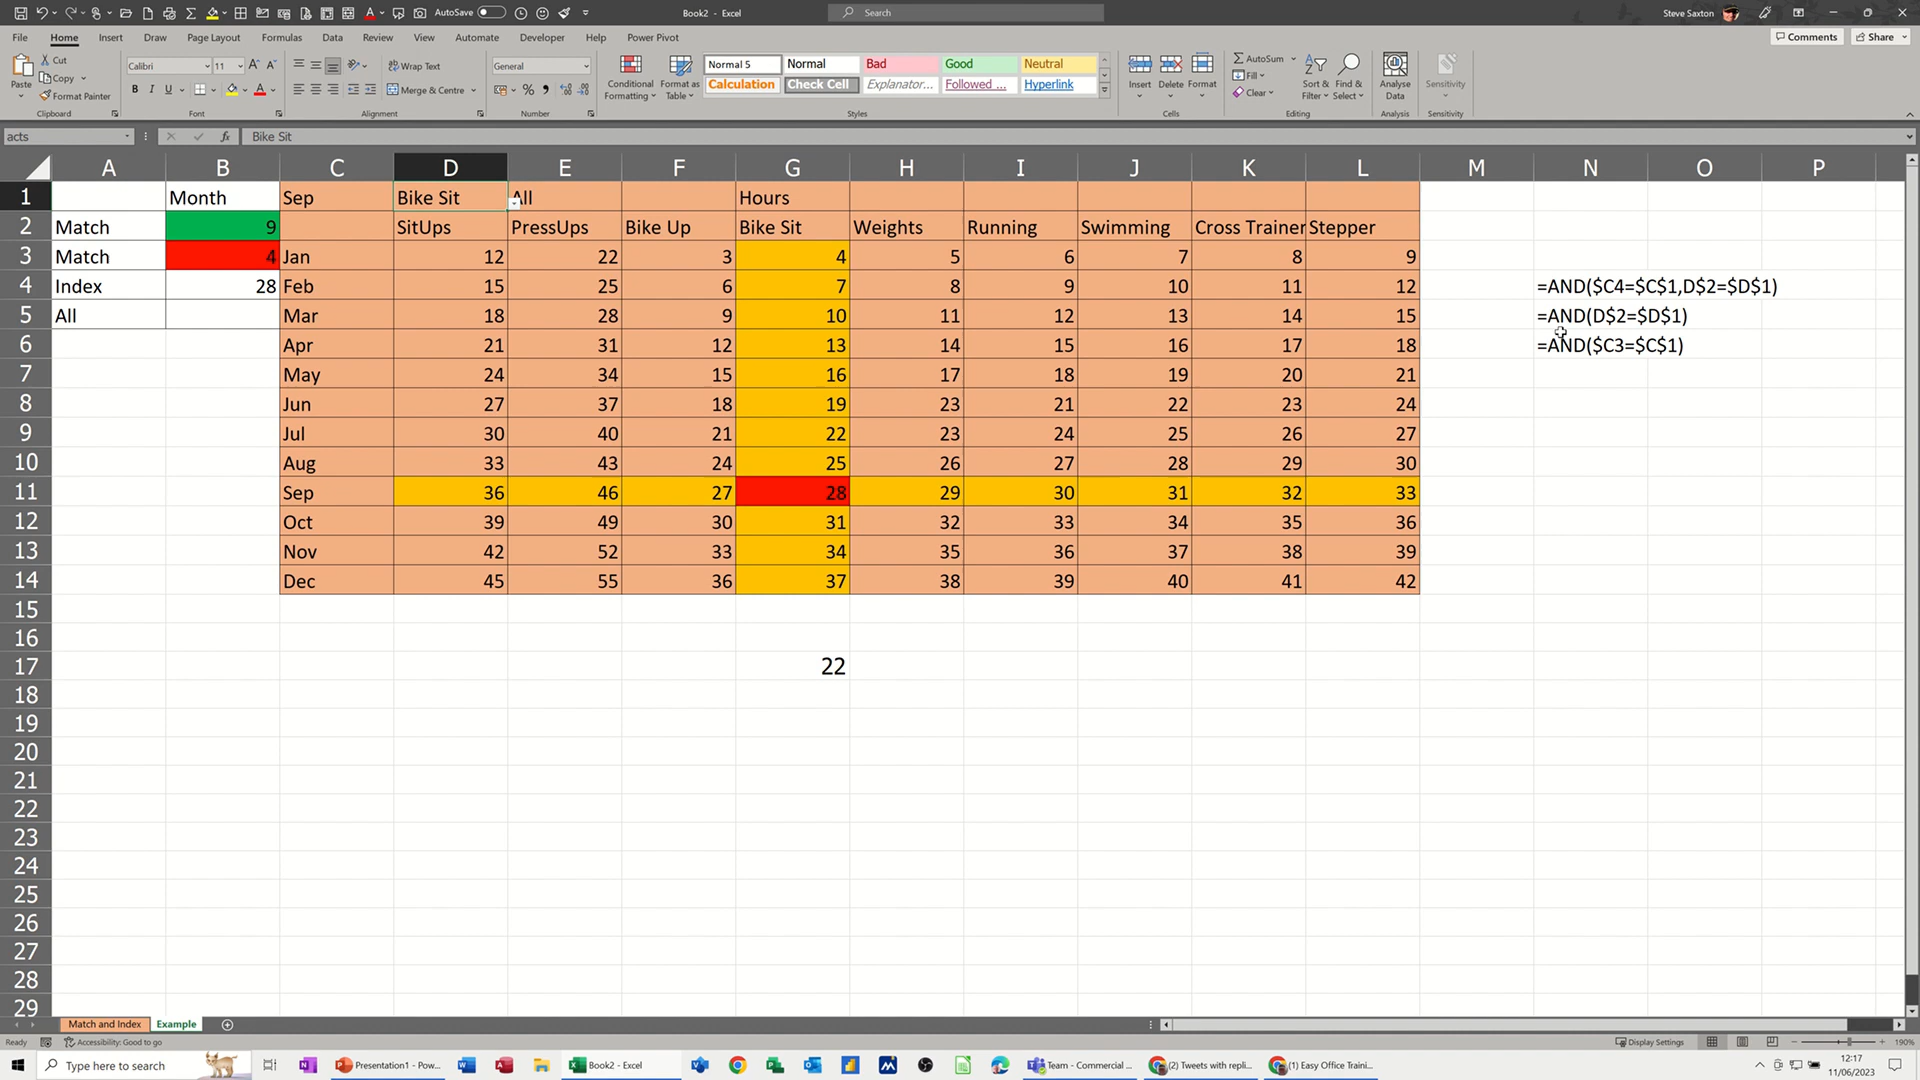 AutoSave
Book2 - Excel
Search
Steve Saxton
File Home Insert Draw Page Layout Formulas Data Review View Automate Developer Help Power Pivot
Comments Share
Paste
Cut
Copy
Format Painter
Clipboard
Calibri 11
B I U
Font
Wrap Text
Merge & Centre
Alignment
General
Number
Conditional Formatting
Format as Table
Normal 5 Normal Bad Good Neutral
Calculation Check Cell Explanator... Followed ... Hyperlink
Styles
Insert Delete Format
Cells
AutoSum
Fill
Clear
Sort & Filter
Find & Select
Editing
Analyse Data
Analysis
Sensitivity
Sensitivity
acts
fx Bike Sit
A B C D E F G H I J K L M N O P
1 Month Sep Bike Sit All Hours
2 Match 9 SitUps PressUps Bike Up Bike Sit Weights Running Swimming Cross Trainer Stepper
3 Match 4 Jan 12 22 3 4 5 6 7 8 9
4 Index 28 Feb 15 25 6 7 8 9 10 11 12 =AND($C4=$C$1,D$2=$D$1)
5 All Mar 18 28 9 10 11 12 13 14 15 =AND(D$2=$D$1)
6 Apr 21 31 12 13 14 15 16 17 18 =AND($C3=$C$1)
7 May 24 34 15 16 17 18 19 20 21
8 Jun 27 37 18 19 23 21 22 23 24
9 Jul 30 40 21 22 23 24 25 26 27
10 Aug 33 43 24 25 26 27 28 29 30
11 Sep 36 46 27 28 29 30 31 32 33
12 Oct 39 49 30 31 32 33 34 35 36
13 Nov 42 52 33 34 35 36 37 38 39
14 Dec 45 55 36 37 38 39 40 41 42
15
16
17 22
18
19
20
21
22
23
24
25
26
27
28
29
Match and Index Example
Ready Accessibility: Good to go
Display Settings
190%
Type here to search
Presentation1 - Pow...
Book2 - Excel
Team - Commercial ...
(2) Tweets with repli...
(1) Easy Office Traini...
12:17
11/06/2023